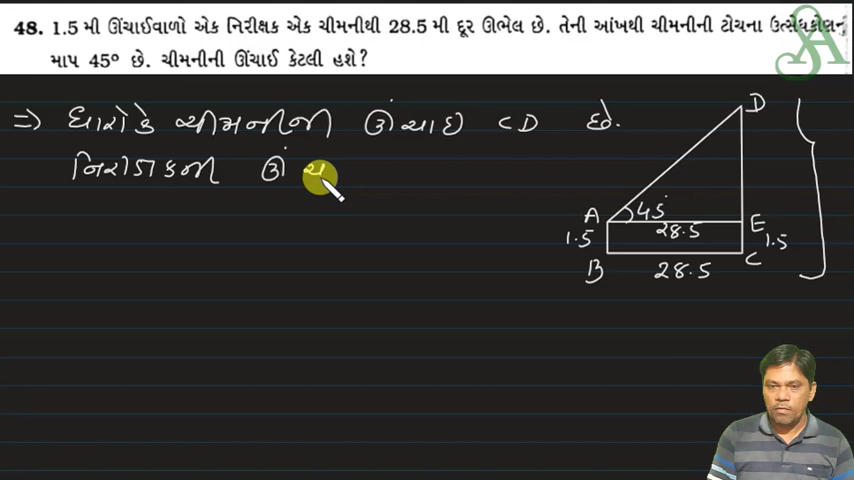 48. 1.5 મી ઊંચાઈવાળો એક નિરીક્ષક એક ચીમનીથી 28.5 મી દૂર ઊભેલ છે. તેની આંખથી ચીમનીની ટોચના ઉત્સેધકોણનું
માપ 45° છે. ચીમનીની ઊંચાઈ કેટલી હશે?
⇒ ધારોકે ચીમનીની ઊંચાઈ CD છે.
નિરીક્ષકની ઊંચ
D
A 45° E
1.5 28.5 1.5
B 28.5 C